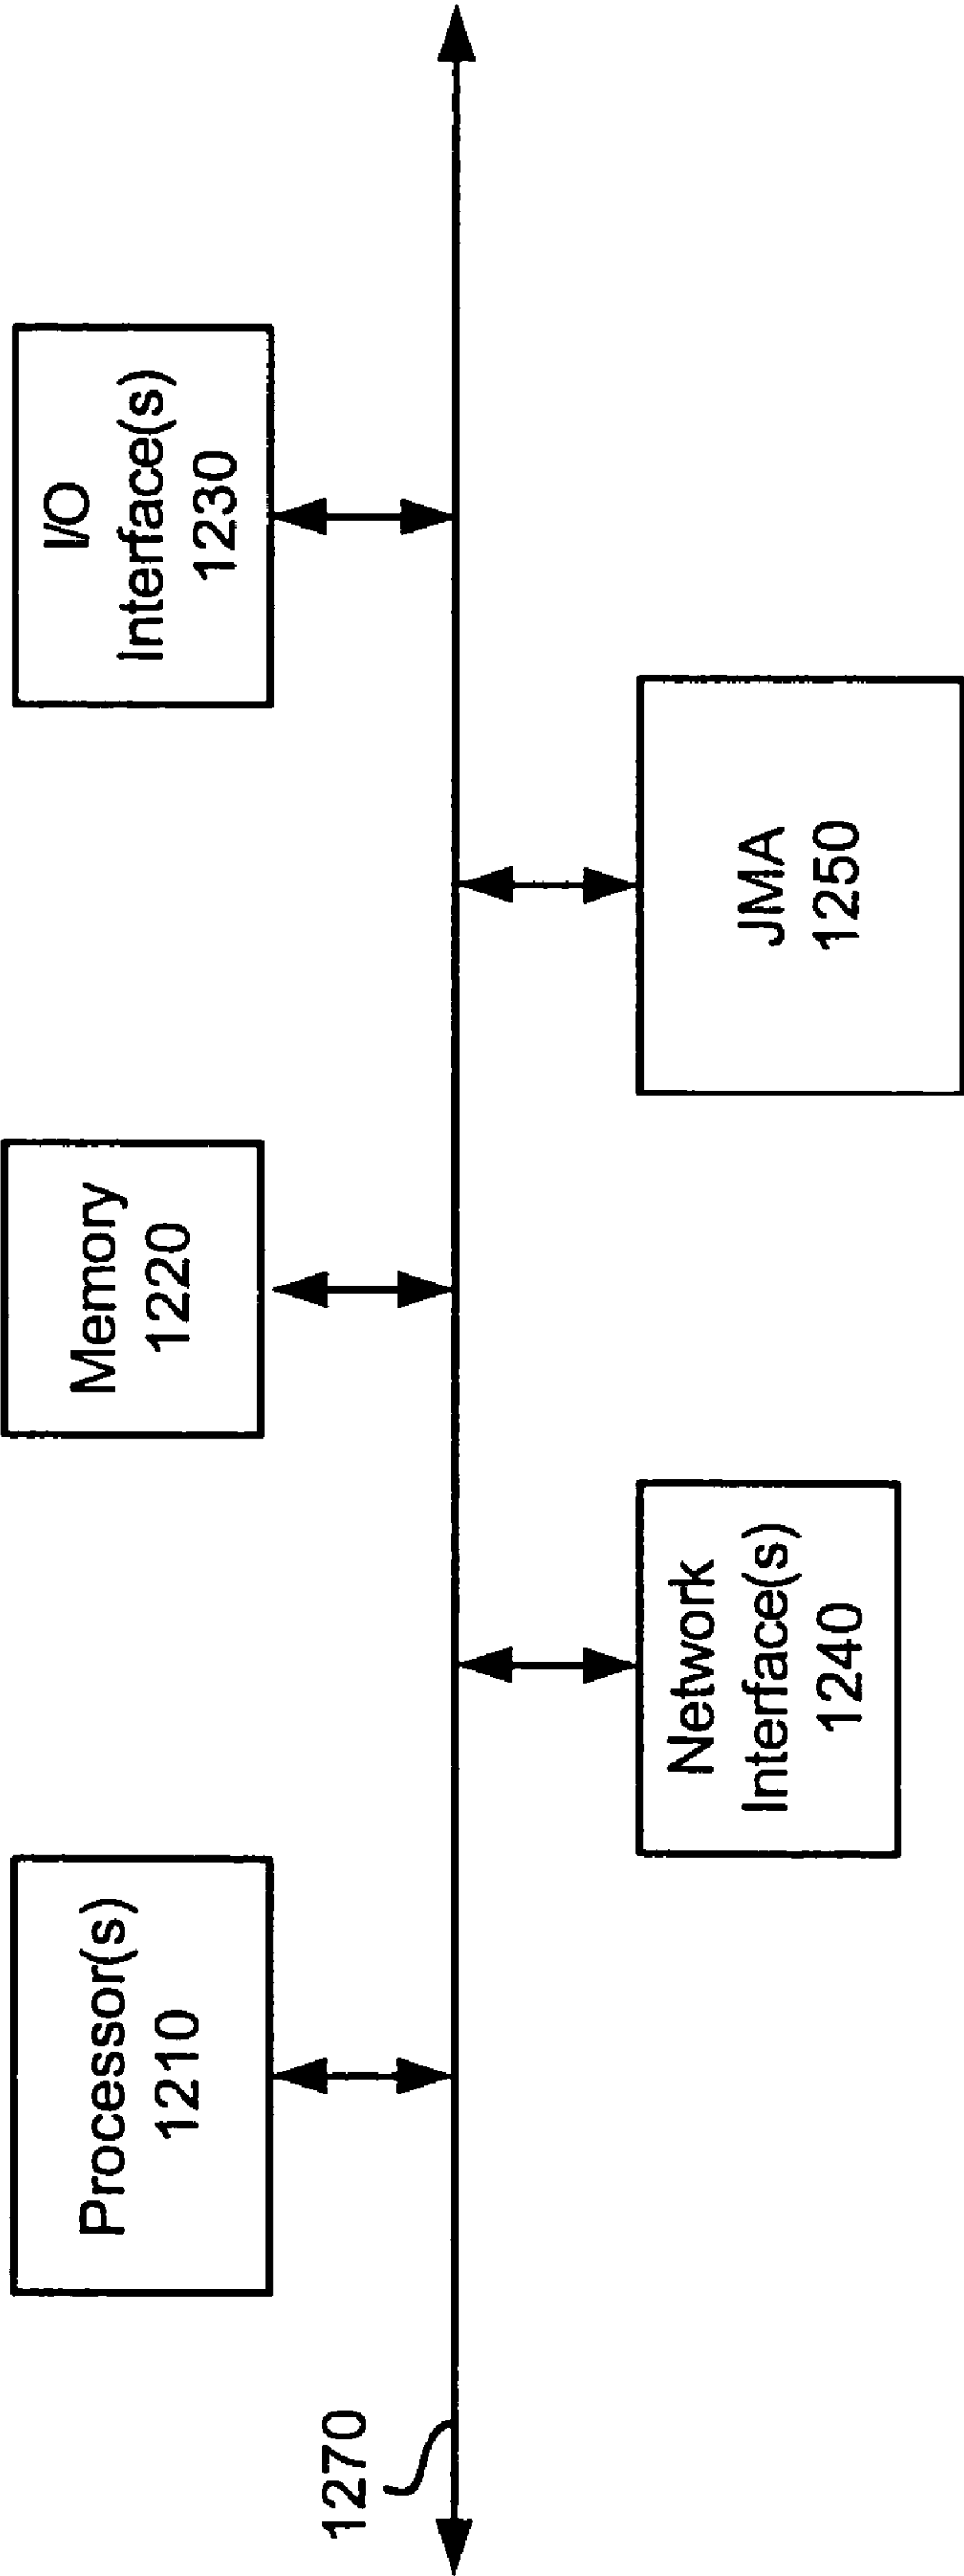 Processor(s)
1210
Memory
1220
I/O
Interface(s)
1230
1270
Network
Interface(s)
1240
JMA
1250